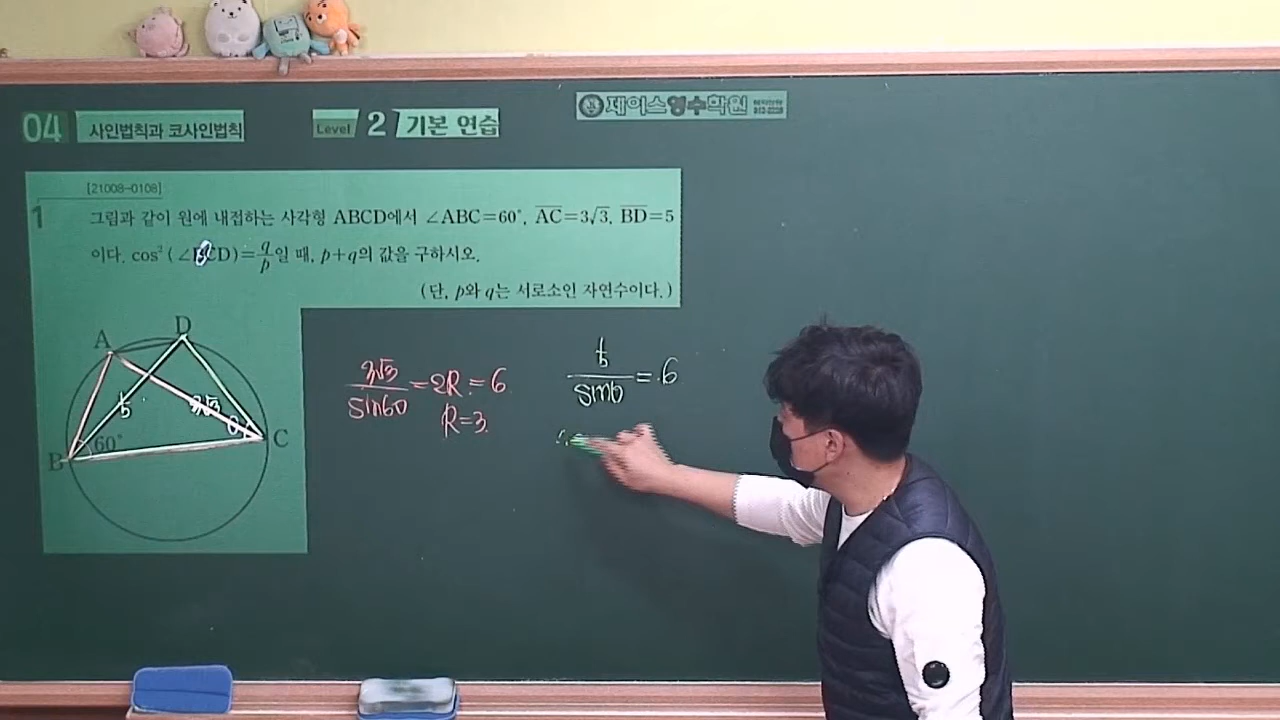 제이스영수학원
04 사인법칙과 코사인법칙 Level 2 기본 연습
[21008-0108]
1 그림과 같이 원에 내접하는 사각형 ABCD에서 ∠ABC=60°, AC=3√3, BD=5
이다. cos²(∠BCD)=q/p일 때, p+q의 값을 구하시오.
(단, p와 q는 서로소인 자연수이다.)
A D
5 3√3 θ
B 60° C
3√3/sin60=2R=6
R=3.
5/sinθ=6